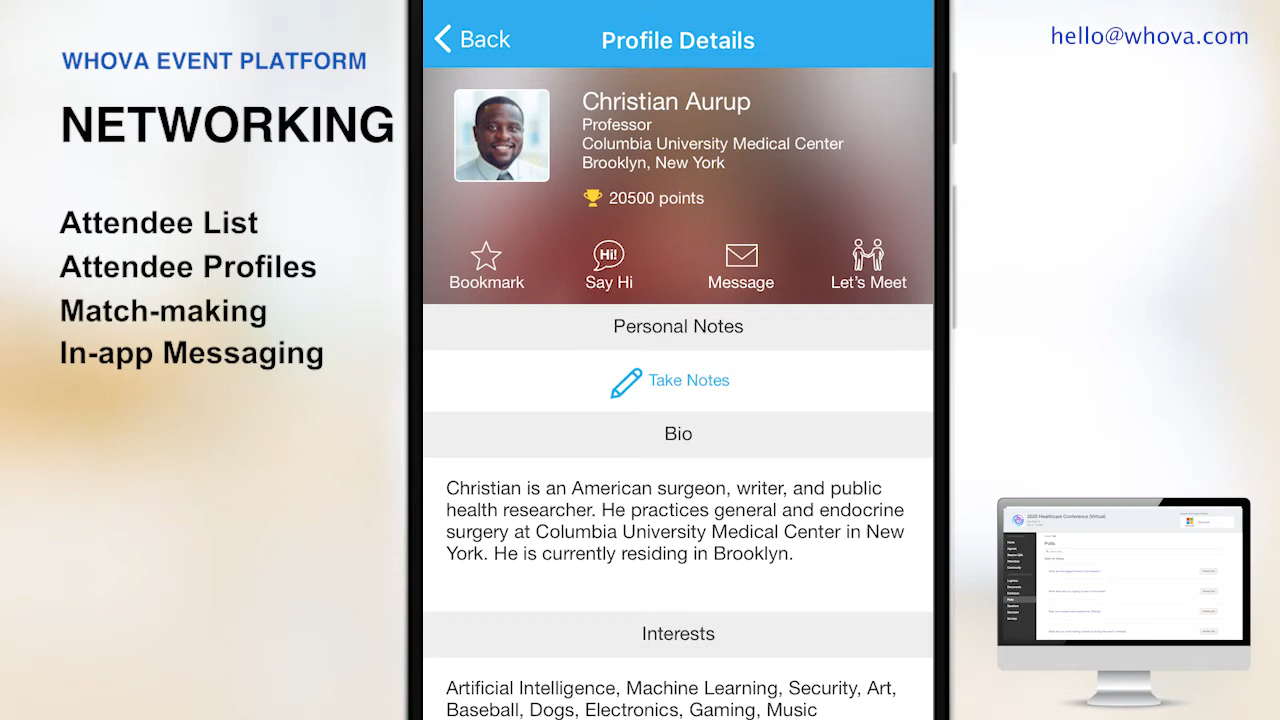 WHOVA EVENT PLATFORM
NETWORKING
Attendee List
Attendee Profiles
Match-making
In-app Messaging
Back
Profile Details
Christian Aurup
Professor
Columbia University Medical Center
Brooklyn, New York
20500 points
Bookmark
Hi!
Say Hi
Message
Let's Meet
Personal Notes
Take Notes
Bio
Christian is an American surgeon, writer, and public
health researcher. He practices general and endocrine
surgery at Columbia University Medical Center in New
York. He is currently residing in Brooklyn.
Interests
Artificial Intelligence, Machine Learning, Security, Art,
Baseball, Dogs, Electronics, Gaming, Music
hello@whova.com
2020 Healthcare Conference (Virtual)
Polls